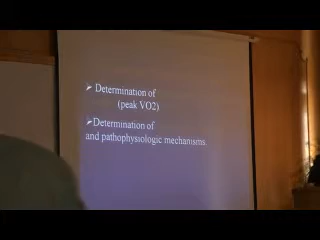 ➢ Determination of
(peak VO2)
➢Determination of
and pathophysiologic mechanisms.